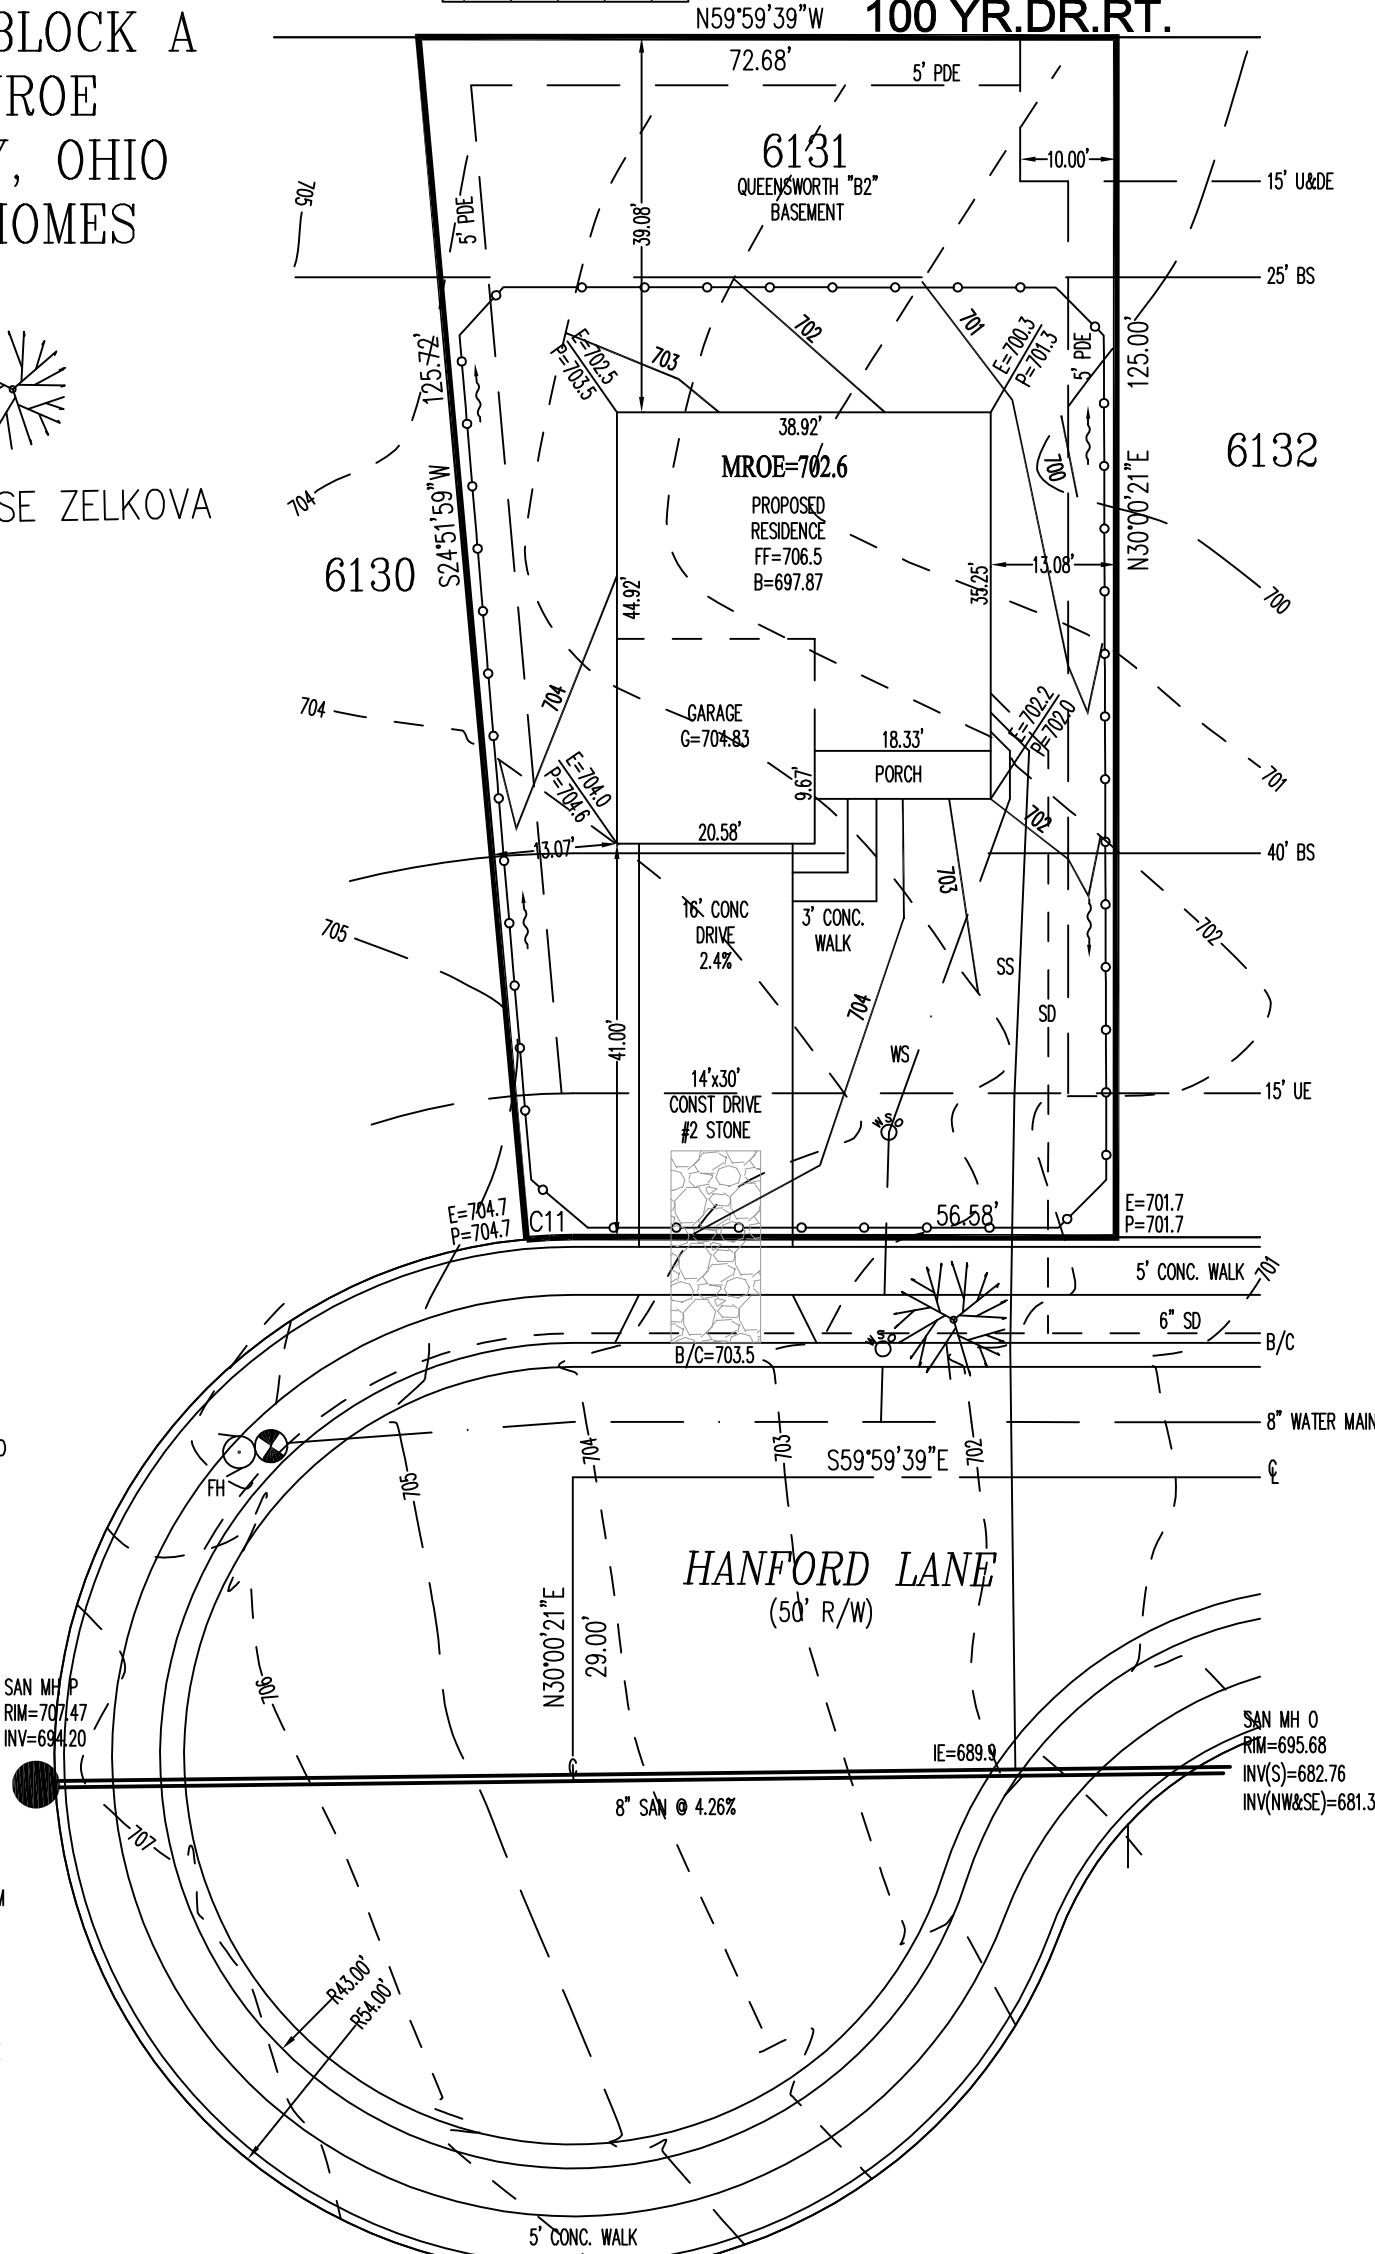 N59°59'39"W
100 YR.DR.RT.
BLOCK A
ROE
, OHIO
HOMES
72.68'
5' PDE
6131
QUEENSWORTH "B2"
BASEMENT
10.00'
15' U&DE
705
5' PDE
39.08'
25' BS
125.72'
E=702.5
P=703.5
703
702
701
E=700.3
P=701.3
5' PDE
125.00'
38.92'
MROE=702.6
700
6132
704
SE ZELKOVA
S24°51'59"W
N30°00'21"E
PROPOSED
RESIDENCE
FF=706.5
B=697.87
6130
44.92'
35.25'
13.08'
700
704
704
GARAGE
G=704.83
18.33'
PORCH
9.67'
E=702.2
P=702.0
701
E=704.0
P=704.6
13.07'
20.58'
702
40' BS
703
705
16' CONC
DRIVE
2.4%
3' CONC.
WALK
702
SS
704
SD
41.00'
WS
14'x30'
CONST DRIVE
#2 STONE
15' UE
WSO
E=704.7
P=704.7
C11
56.58'
E=701.7
P=701.7
5' CONC. WALK
701
6" SD
WSO
B/C=703.5
B/C
8" WATER MAIN
704
703
702
S59°59'39"E
℄
705
FH
HANFORD LANE
(50' R/W)
N30°00'21"E
29.00'
706
SAN MH P
RIM=707.47
INV=694.20
SAN MH O
RIM=695.68
INV(S)=682.76
INV(NW&SE)=681.3
IE=689.9
8" SAN @ 4.26%
707
R43.00'
R54.00'
5' CONC. WALK